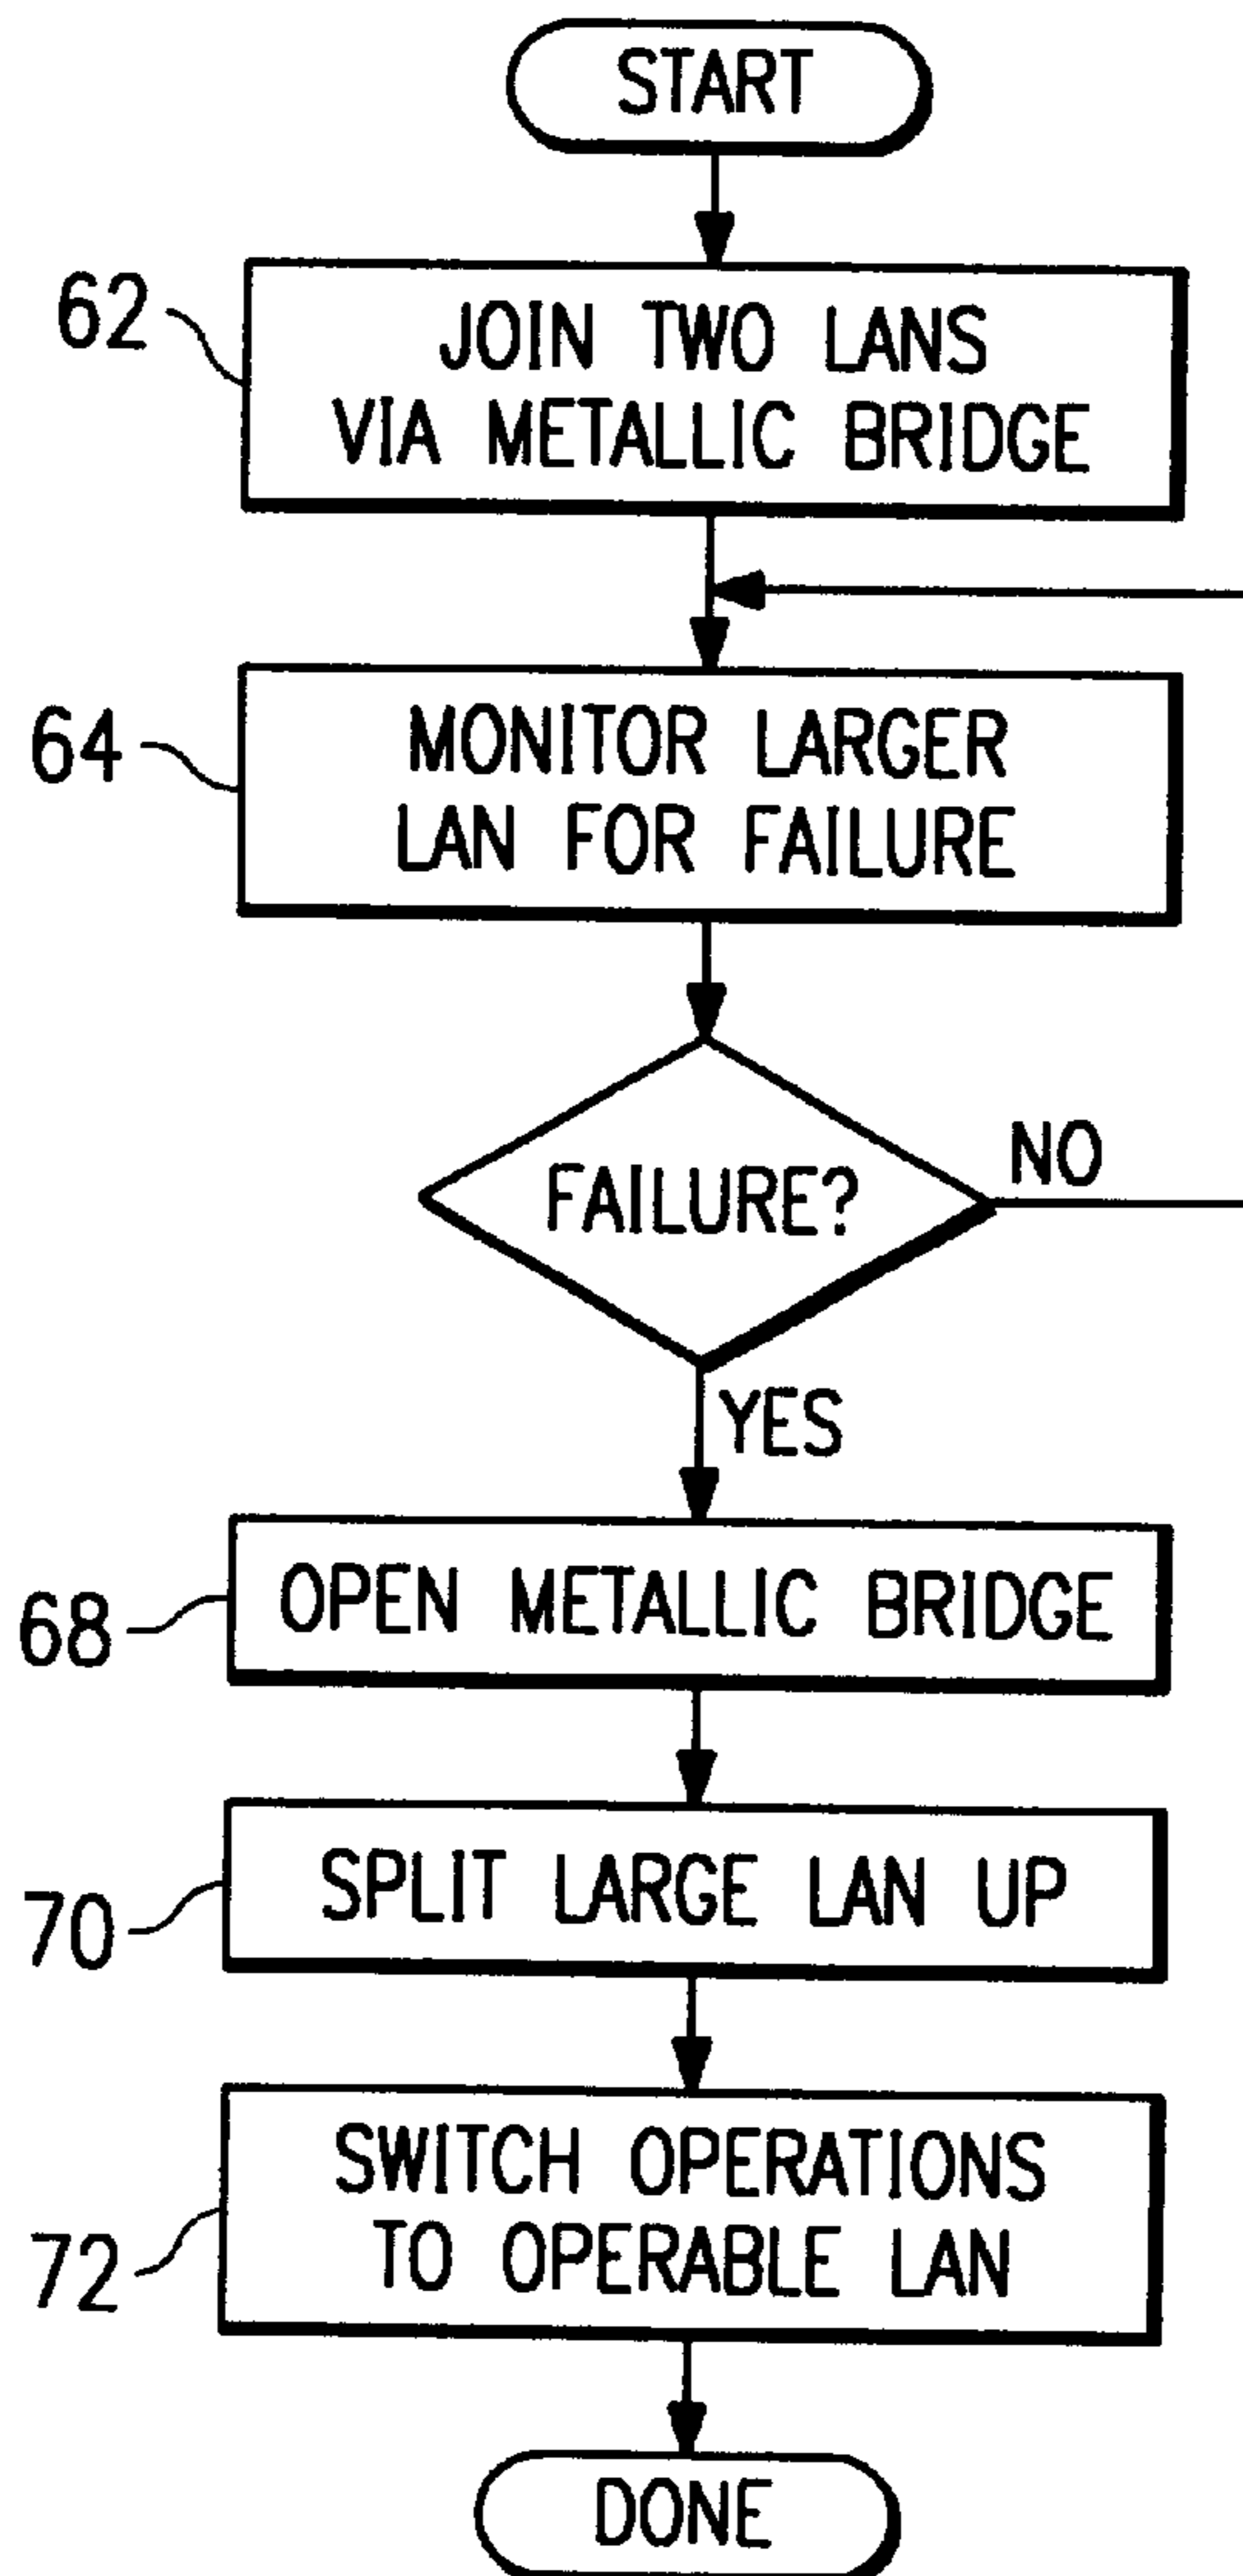 START
62
JOIN TWO LANS
VIA METALLIC BRIDGE
64
MONITOR LARGER
LAN FOR FAILURE
FAILURE?
NO
YES
68
OPEN METALLIC BRIDGE
70
SPLIT LARGE LAN UP
72
SWITCH OPERATIONS
TO OPERABLE LAN
DONE